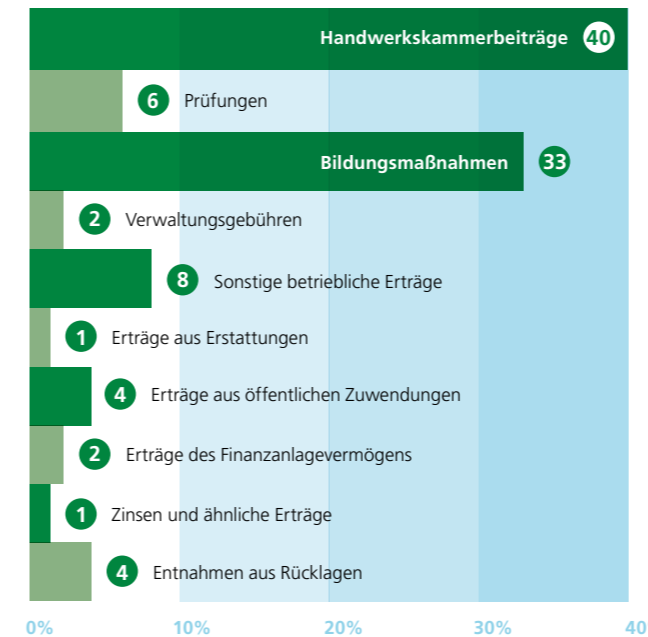 Handwerkskammerbeiträge 40
6 Prüfungen
Bildungsmaßnahmen 33
2 Verwaltungsgebühren
8 Sonstige betriebliche Erträge
1 Erträge aus Erstattungen
4 Erträge aus öffentlichen Zuwendungen
2 Erträge des Finanzanlagevermögens
1 Zinsen und ähnliche Erträge
4 Entnahmen aus Rücklagen
0% 10% 20% 30% 40